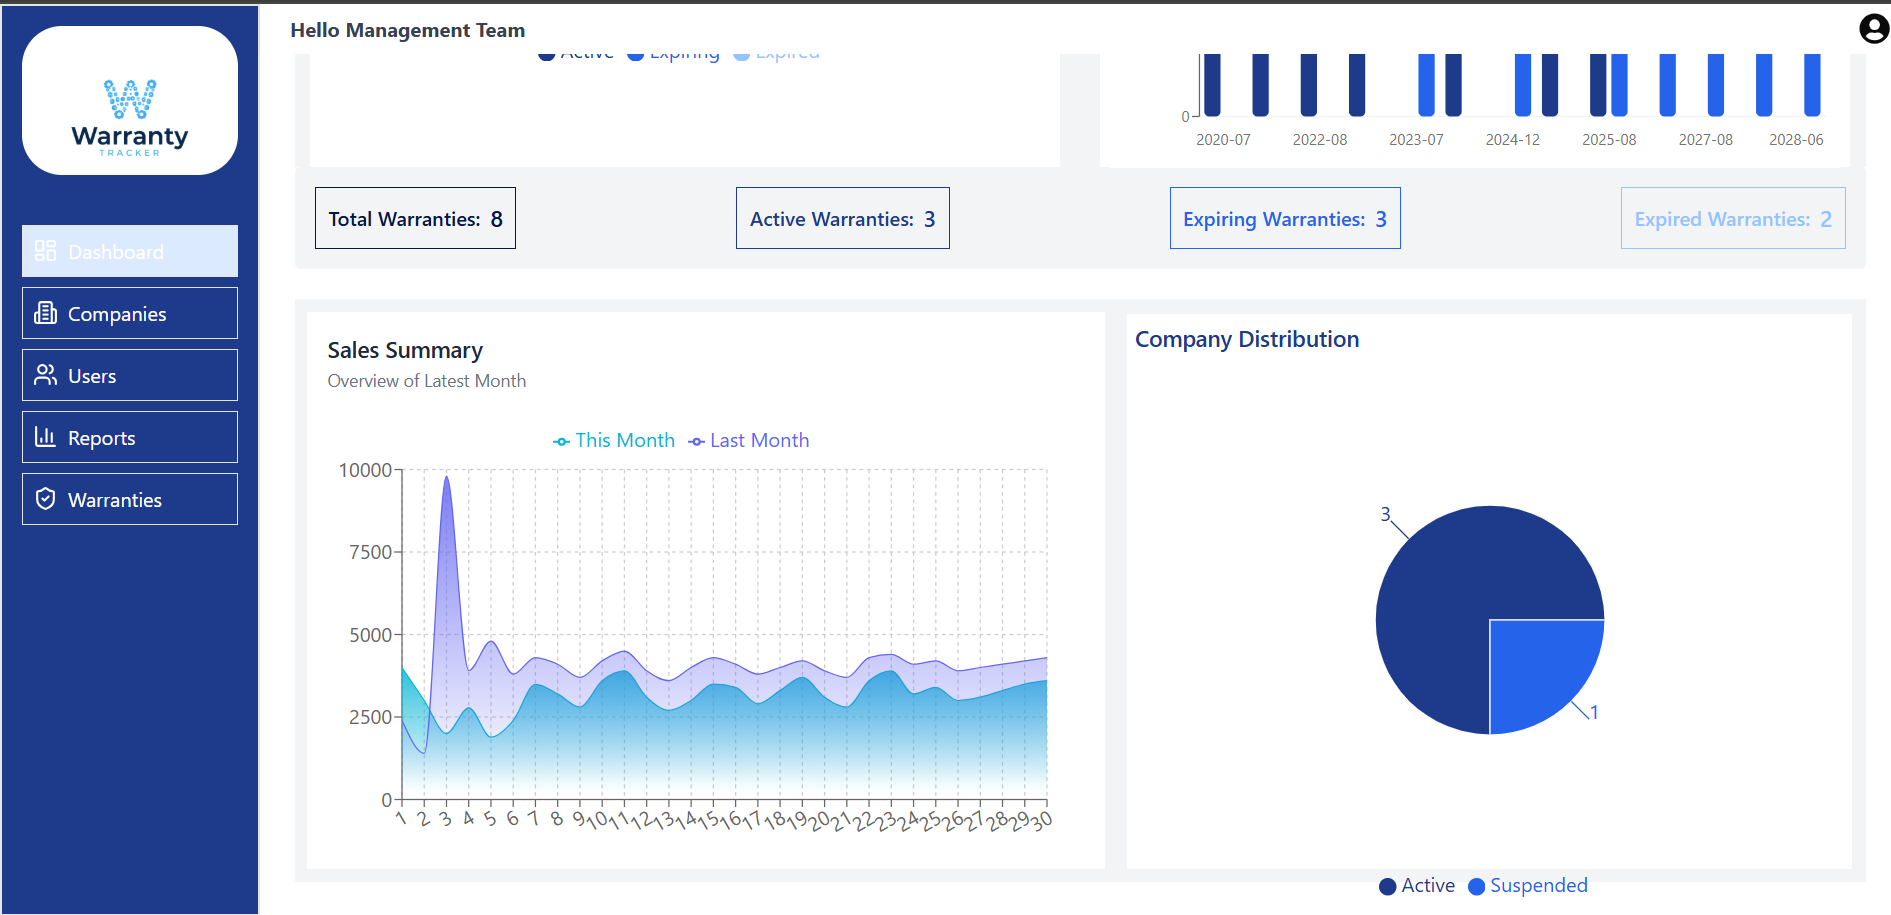 Hello Management Team
Warranty
TRACKER
Dashboard
Companies
Users
Reports
Warranties
Active Expiring Expired
0
2020-07 2022-08 2023-07 2024-12 2025-08 2027-08 2028-06
Total Warranties: 8
Active Warranties: 3
Expiring Warranties: 3
Expired Warranties: 2
Sales Summary
Overview of Latest Month
This Month Last Month
10000
7500
5000
2500
0
1 2 3 4 5 6 7 8 9 10 11 12 13 14 15 16 17 18 19 20 21 22 23 24 25 26 27 28 29 30
Company Distribution
3
1
Active Suspended